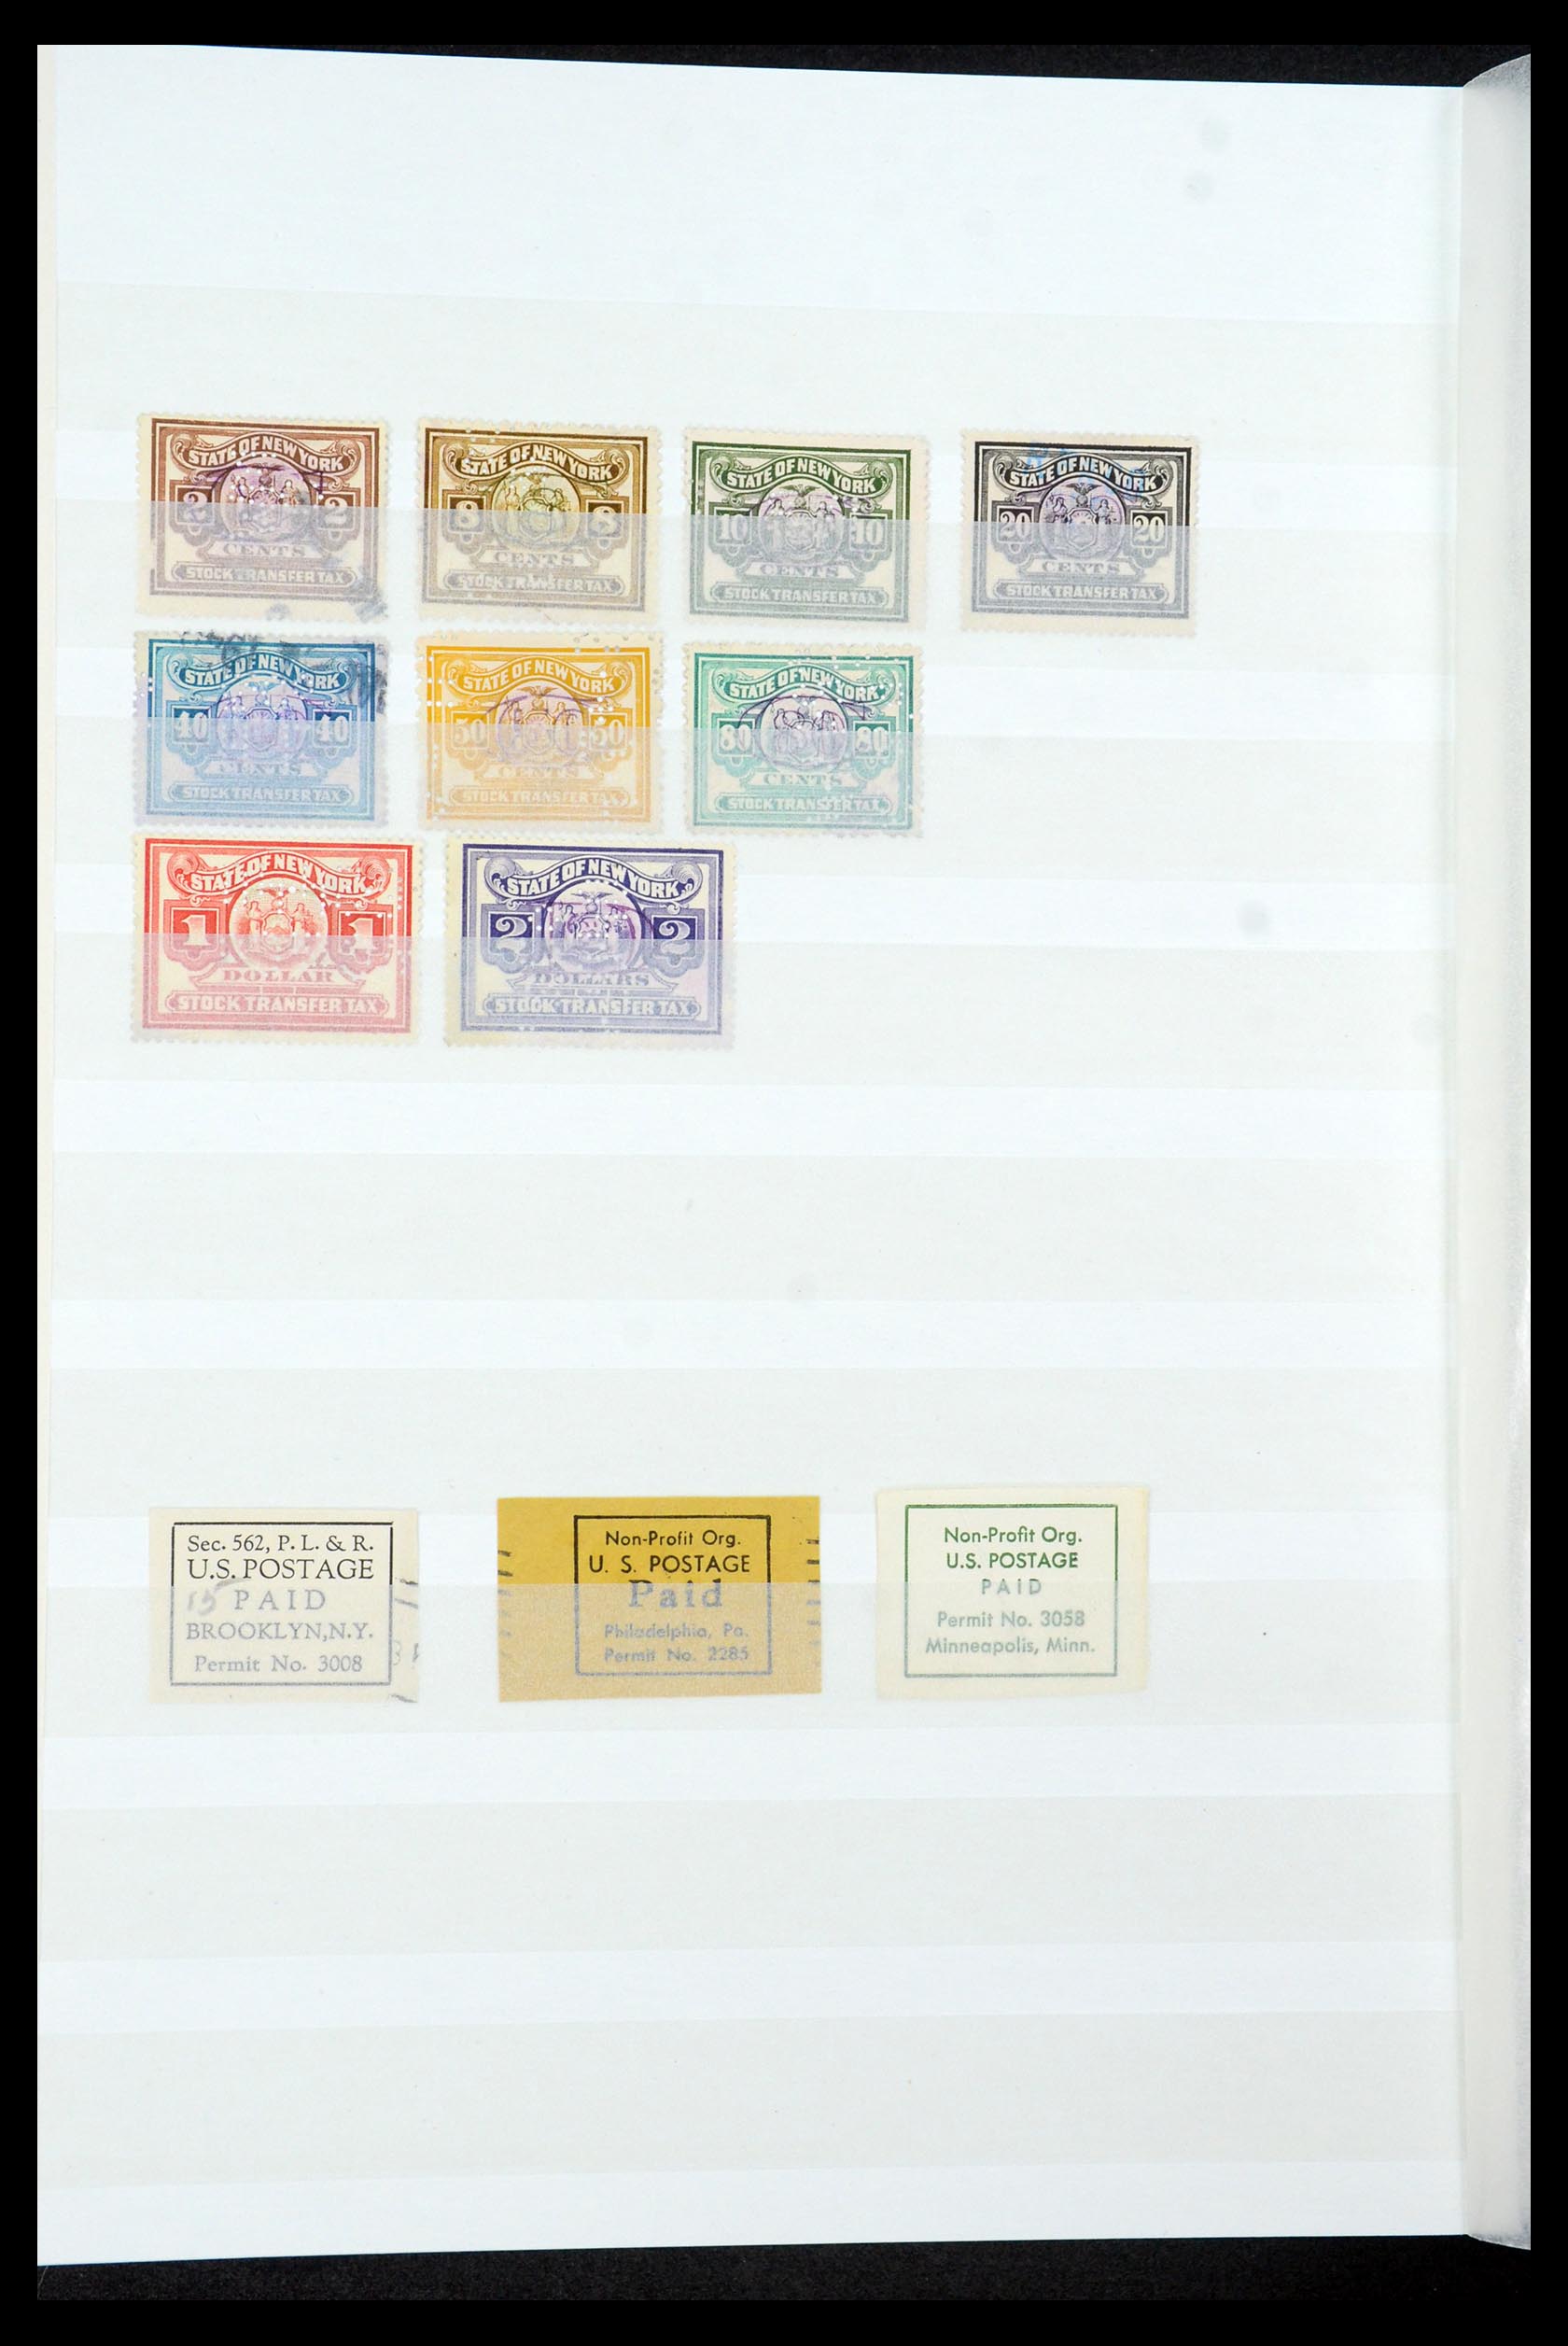 STATE OF NEW YORK
2 2
CENTS
STOCK TRANSFER TAX
STATE OF NEW YORK
8 8
CENTS
STOCK TRANSFER TAX
STATE OF NEW YORK
10 10
CENTS
STOCK TRANSFER TAX
STATE OF NEW YORK
20 20
CENTS
STOCK TRANSFER TAX
STATE OF NEW YORK
40 40
CENTS
STOCK TRANSFER TAX
STATE OF NEW YORK
50 50
CENTS
STOCK TRANSFER TAX
STATE OF NEW YORK
80 80
CENTS
STOCK TRANSFER TAX
STATE OF NEW YORK
1 1
DOLLAR
STOCK TRANSFER TAX
STATE OF NEW YORK
2 2
DOLLARS
STOCK TRANSFER TAX
Sec. 562, P. L. & R.
U.S. POSTAGE
15 PAID
BROOKLYN, N.Y.
Permit No. 3008
Non-Profit Org.
U. S. POSTAGE
Paid
Philadelphia, Pa.
Permit No. 2285
Non-Profit Org.
U.S. POSTAGE
PAID
Permit No. 3058
Minneapolis, Minn.